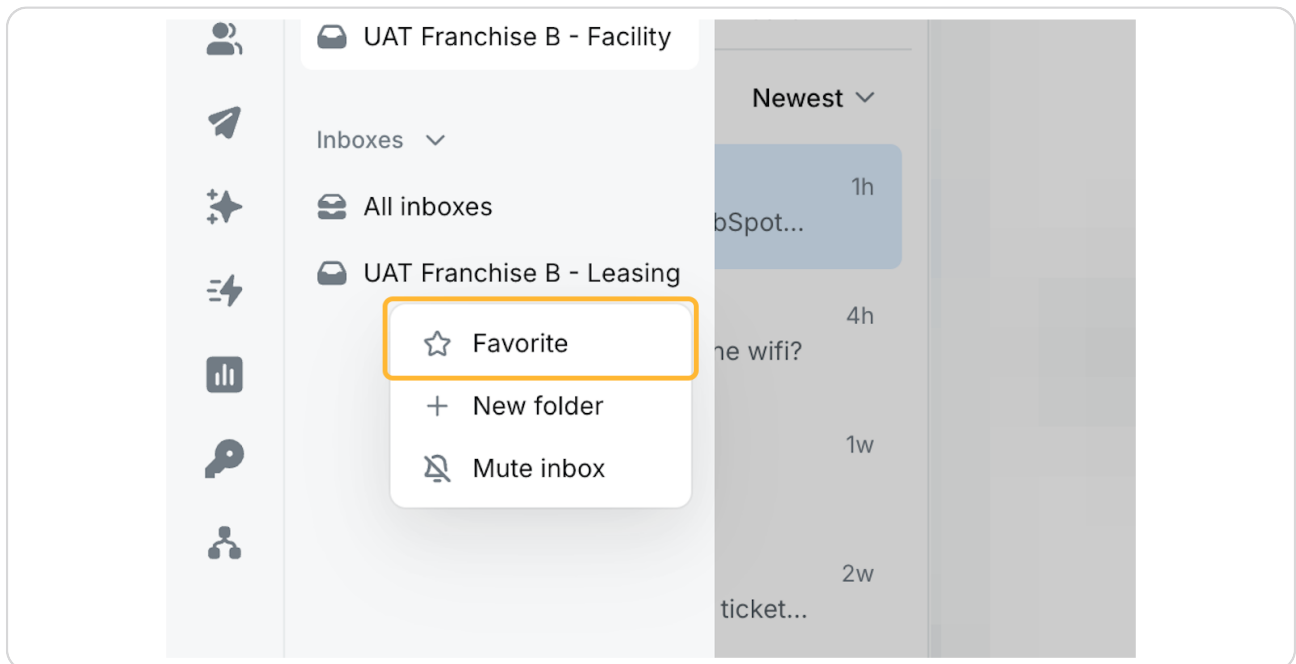 UAT Franchise B - Facility
Newest
Inboxes
1h
All inboxes
bSpot...
UAT Franchise B - Leasing
4h
Favorite
ne wifi?
New folder
1w
Mute inbox
2w
ticket...